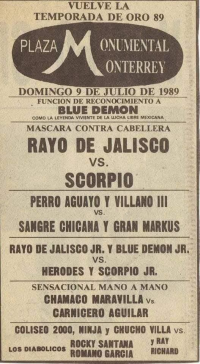 VUELVE LA
TEMPORADA DE ORO 89
PLAZA MONUMENTAL
MONTERREY
DOMINGO 9 DE JULIO DE 1989
FUNCION DE RECONOCIMIENTO A
BLUE DEMON
COMO LA LEYENDA VIVIENTE DE LA LUCHA LIBRE MEXICANA
MASCARA CONTRA CABELLERA
RAYO DE JALISCO
VS.
SCORPIO
PERRO AGUAYO Y VILLANO III
VS.
SANGRE CHICANA Y GRAN MARKUS
RAYO DE JALISCO JR. Y BLUE DEMON JR.
VS.
HERODES Y SCORPIO JR.
SENSACIONAL MANO A MANO
CHAMACO MARAVILLA Vs
CARNICERO AGUILAR
COLISEO 2000, NINJA y CHUCHO VILLA vs.
LOS DIABOLICOS ROCKY SANTANA y RAY
ROMANO GARCIA RICHARD